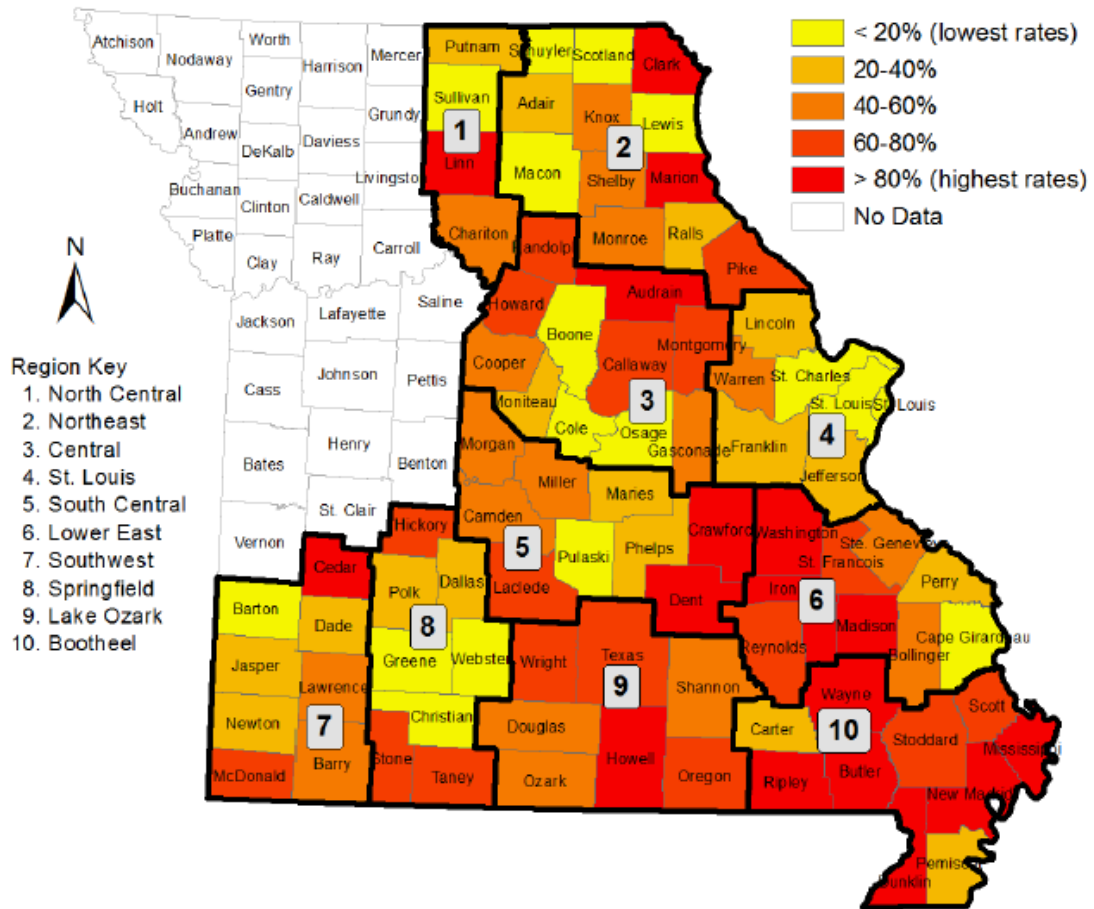 < 20% (lowest rates)
20-40%
40-60%
60-80%
> 80% (highest rates)
No Data
N
Region Key
1. North Central
2. Northeast
3. Central
4. St. Louis
5. South Central
6. Lower East
7. Southwest
8. Springfield
9. Lake Ozark
10. Bootheel
Atchison
Nodaway
Worth
Harrison
Mercer
Putnam
Schuyler
Scotland
Clark
Holt
Gentry
Grundy
Sullivan
Adair
Knox
Lewis
Andrew
DeKalb
Daviess
1
2
Linn
Macon
Shelby
Marion
Buchanan
Clinton
Caldwell
Livingston
Platte
Clay
Ray
Carroll
Chariton
Randolph
Monroe
Ralls
Pike
Saline
Howard
Audrain
Jackson
Lafayette
Boone
Lincoln
Cooper
Callaway
Montgomery
Warren
St. Charles
Cass
Johnson
Pettis
Moniteau
3
St. Louis
St. Louis
Cole
Osage
4
Henry
Morgan
Gasconade
Franklin
Jefferson
Bates
Benton
Miller
Maries
St. Clair
Camden
Crawford
Washington
Vernon
Hickory
5
Pulaski
Phelps
Ste. Genevieve
St. Francois
Cedar
Laclede
Dent
Iron
6
Perry
Barton
Polk
Dallas
Madison
Dade
8
Reynolds
Cape Girardeau
Bollinger
Jasper
Greene
Webster
Wright
Texas
Shannon
Lawrence
9
Wayne
Scott
Newton
7
Christian
Douglas
Carter
10
Stoddard
Mississippi
McDonald
Barry
Stone
Taney
Ozark
Howell
Oregon
Ripley
Butler
New Madrid
Pemiscot
Dunklin